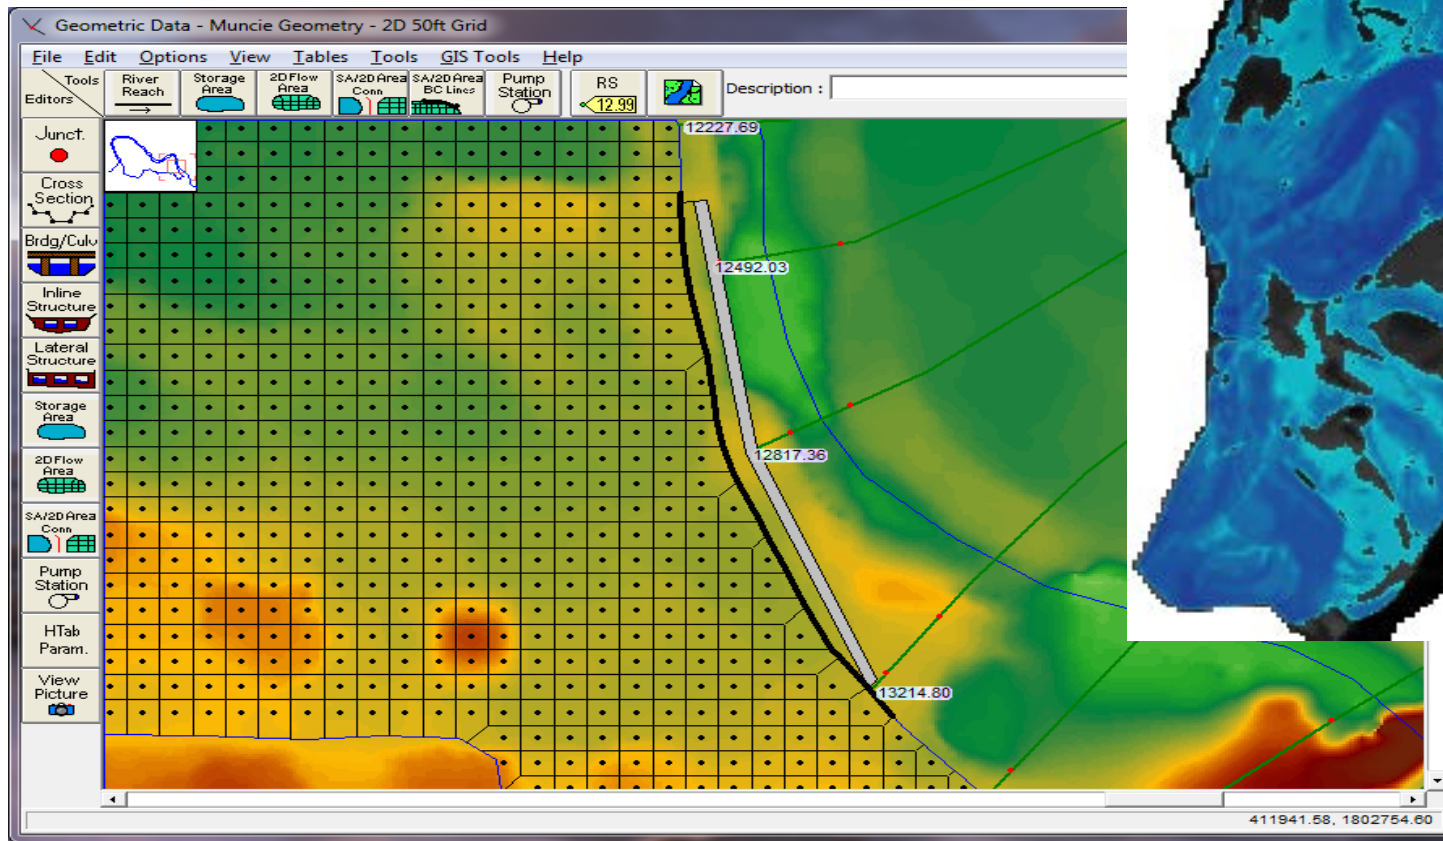 Geometric Data - Muncie Geometry - 2D 50ft Grid
File Edit Options View Tables Tools GIS Tools Help
Tools
Editors
River
Reach
Storage
Area
2D Flow
Area
SA/2D Area
Conn
SA/2D Area
BC Lines
Pump
Station
RS
12.99
Description :
Junct.
Cross
Section
Brdg/Culv
Inline
Structure
Lateral
Structure
Storage
Area
2D Flow
Area
SA/2D Area
Conn
Pump
Station
HTab
Param.
View
Picture
12227.69
12492.03
12817.36
13214.80
411941.58, 1802754.60